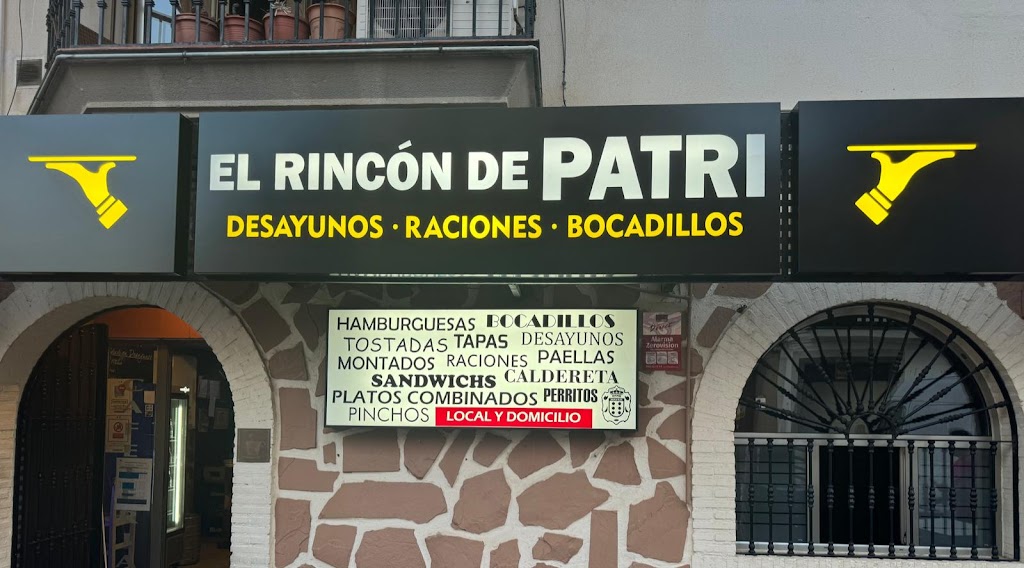 EL RINCÓN DE PATRI
DESAYUNOS · RACIONES · BOCADILLOS
HAMBURGUESAS BOCADILLOS
TOSTADAS TAPAS DESAYUNOS
MONTADOS RACIONES PAELLAS
SANDWICHS CALDERETA
PLATOS COMBINADOS PERRITOS
PINCHOS LOCAL Y DOMICILIO
Alarma